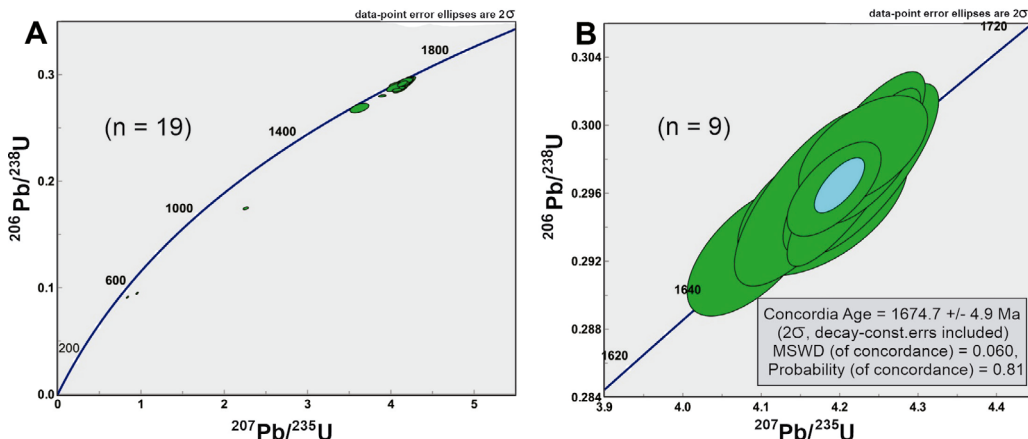 data-point error ellipses are 2σ
A
1800
0.3
(n = 19)
1400
0.2
1000
600
0.1
200
0.0
0 1 2 3 4 5
206Pb/238U
207Pb/235U
data-point error ellipses are 2σ
B
1720
0.304
(n = 9)
0.300
0.296
0.292
1640
0.288
Concordia Age = 1674.7 +/- 4.9 Ma
(2σ, decay-const.errs included)
MSWD (of concordance) = 0.060,
Probability (of concordance) = 0.81
1620
0.284
3.9 4.0 4.1 4.2 4.3 4.4
206Pb/238U
207Pb/235U